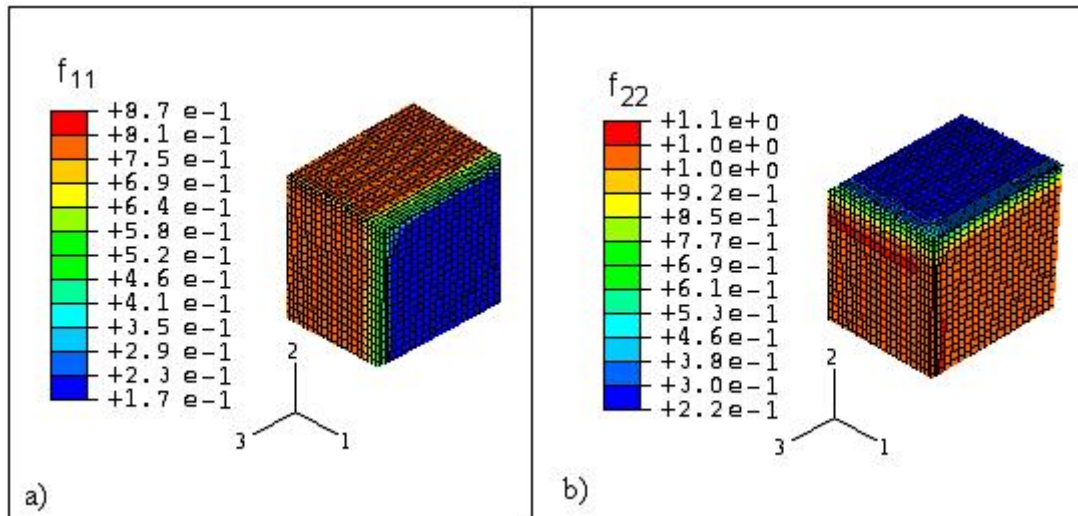 f11
+8.7 e-1
+8.1 e-1
+7.5 e-1
+6.9 e-1
+6.4 e-1
+5.8 e-1
+5.2 e-1
+4.6 e-1
+4.1 e-1
+3.5 e-1
+2.9 e-1
+2.3 e-1
+1.7 e-1
2
3
1
a)
f22
+1.1e+0
+1.0e+0
+1.0e+0
+9.2e-1
+8.5e-1
+7.7e-1
+6.9e-1
+6.1e-1
+5.3e-1
+4.6e-1
+3.8e-1
+3.0e-1
+2.2e-1
2
3
1
b)